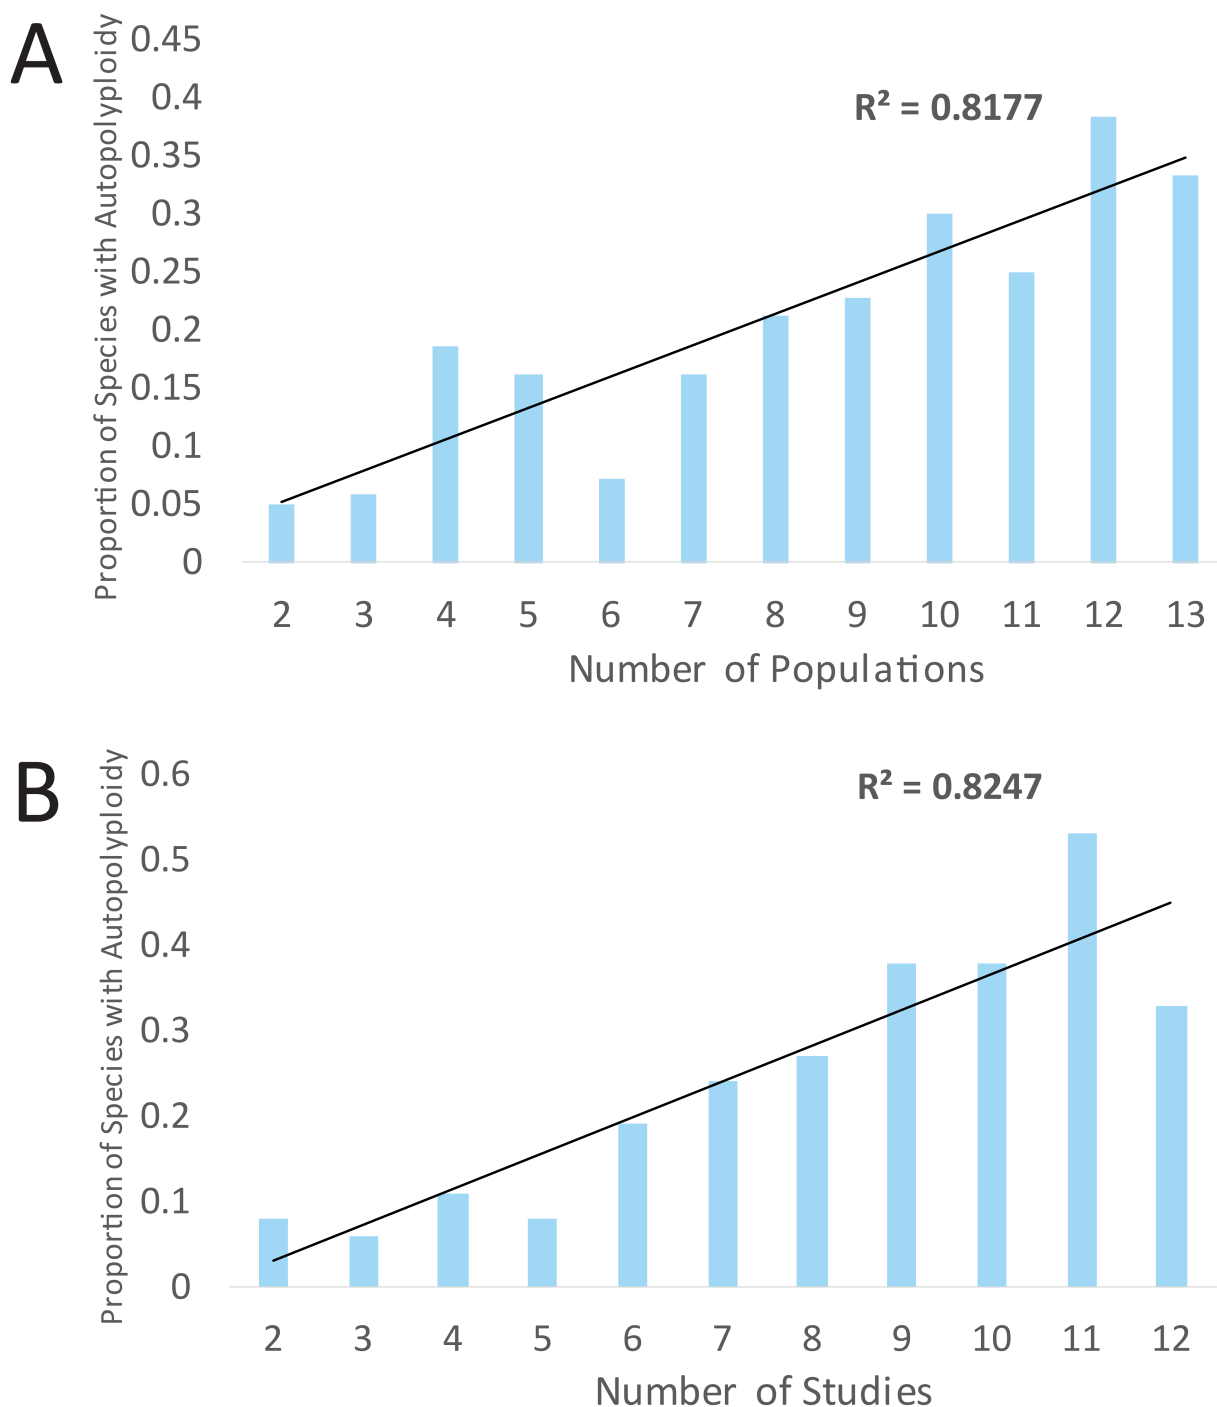 A
Proportion of Species with Autopolyploidy
0.45
0.4
0.35
0.3
0.25
0.2
0.15
0.1
0.05
0
R² = 0.8177
2 3 4 5 6 7 8 9 10 11 12 13
Number of Populations
B
Proportion of Species with Autopolyploidy
0.6
0.5
0.4
0.3
0.2
0.1
0
R² = 0.8247
2 3 4 5 6 7 8 9 10 11 12
Number of Studies